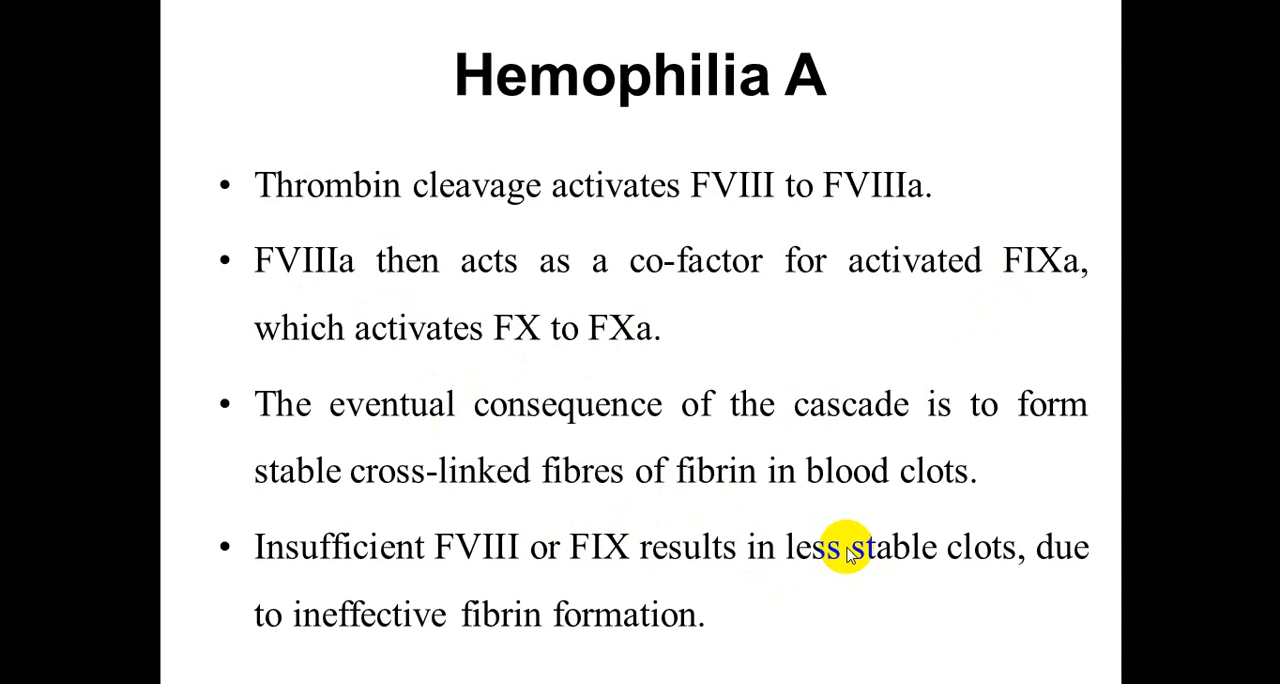 Hemophilia A
• Thrombin cleavage activates FVIII to FVIIIa.
• FVIIIa then acts as a co-factor for activated FIXa,
which activates FX to FXa.
• The eventual consequence of the cascade is to form
stable cross-linked fibres of fibrin in blood clots.
• Insufficient FVIII or FIX results in less stable clots, due
to ineffective fibrin formation.